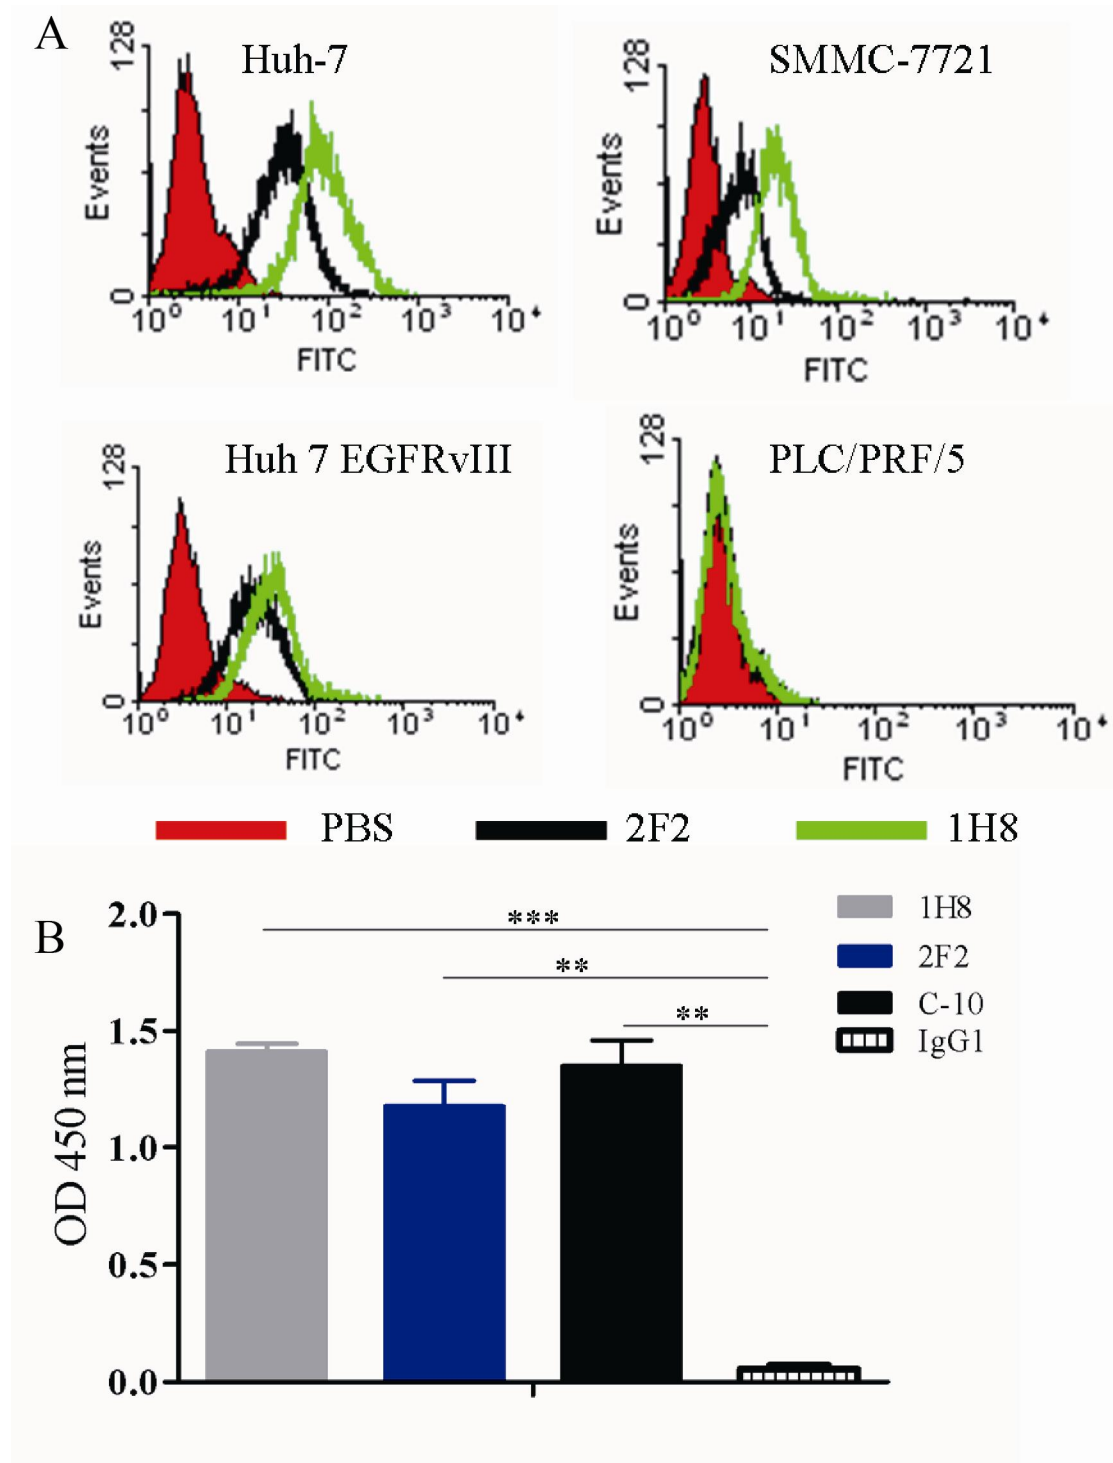 A
Huh-7
128
Events
0
10⁰ 10¹ 10² 10³ 10⁴
FITC
SMMC-7721
128
Events
0
10⁰ 10¹ 10² 10³ 10⁴
FITC
Huh 7 EGFRvIII
128
Events
0
10⁰ 10¹ 10² 10³ 10⁴
FITC
PLC/PRF/5
128
Events
0
10⁰ 10¹ 10² 10³ 10⁴
FITC
PBS 2F2 1H8
B
OD 450 nm
2.0
1.5
1.0
0.5
0.0
***
**
**
1H8
2F2
C-10
IgG1